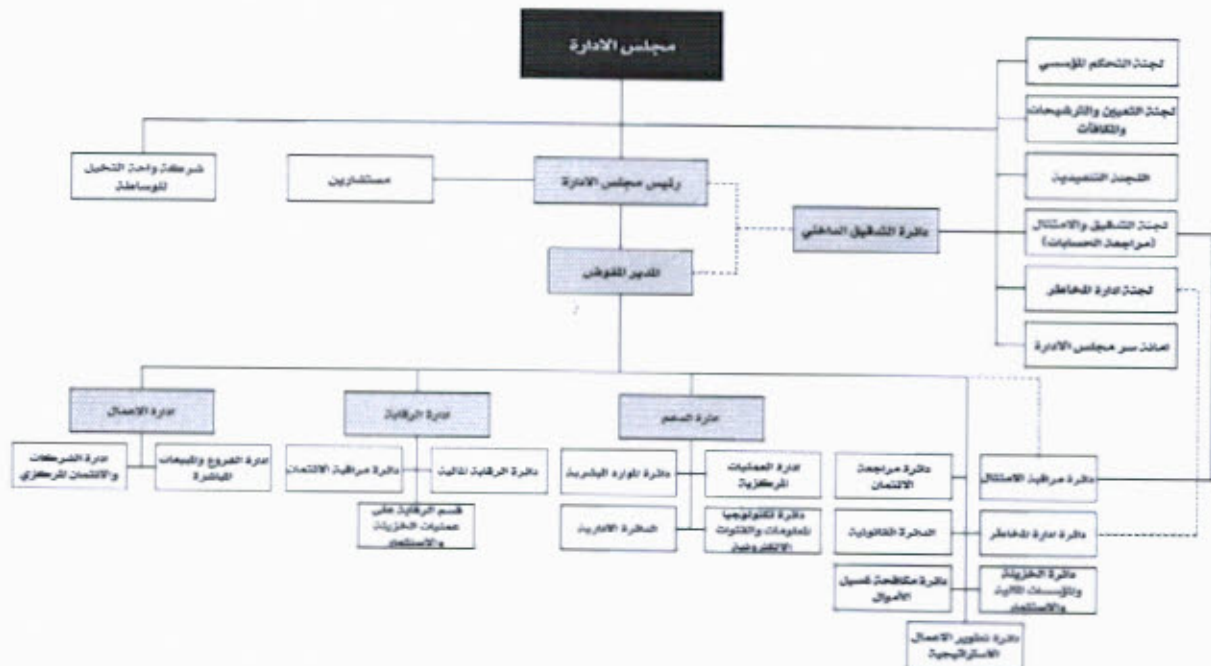 مجلس الادارة
لجنة التحكم المؤسسي
لجنة التعيين والترشيحات
والمكافآت
اللجنة التنفيذية
لجنة التدقيق والامتثال
(مراجعة الحسابات)
لجنة ادارة المخاطر
امانة سر مجلس الادارة
شركة واحة النخيل
للوساطة
مستشارين
رئيس مجلس الادارة
دائرة التدقيق الداخلي
المدير المفوض
ادارة الاعمال
ادارة الرقابة
ادارة الدعم
ادارة الشركات
والائتمان المركزي
ادارة الفروع والمبيعات
المباشرة
دائرة مراقبة الائتمان
دائرة الرقابة المالية
قسم الرقابة على
عمليات الخزينة
والاستثمار
دائرة الموارد البشرية
ادارة العمليات
المركزية
الدائرة الادارية
دائرة تكنولوجيا
المعلومات والقنوات
الالكترونية
دائرة مراجعة
الائتمان
دائرة مراقبة الامتثال
الدائرة القانونية
دائرة ادارة المخاطر
دائرة مكافحة غسيل
الأموال
دائرة الخزينة
والمؤسسات المالية
والاستثمار
دائرة تطوير الاعمال
الاستراتيجية